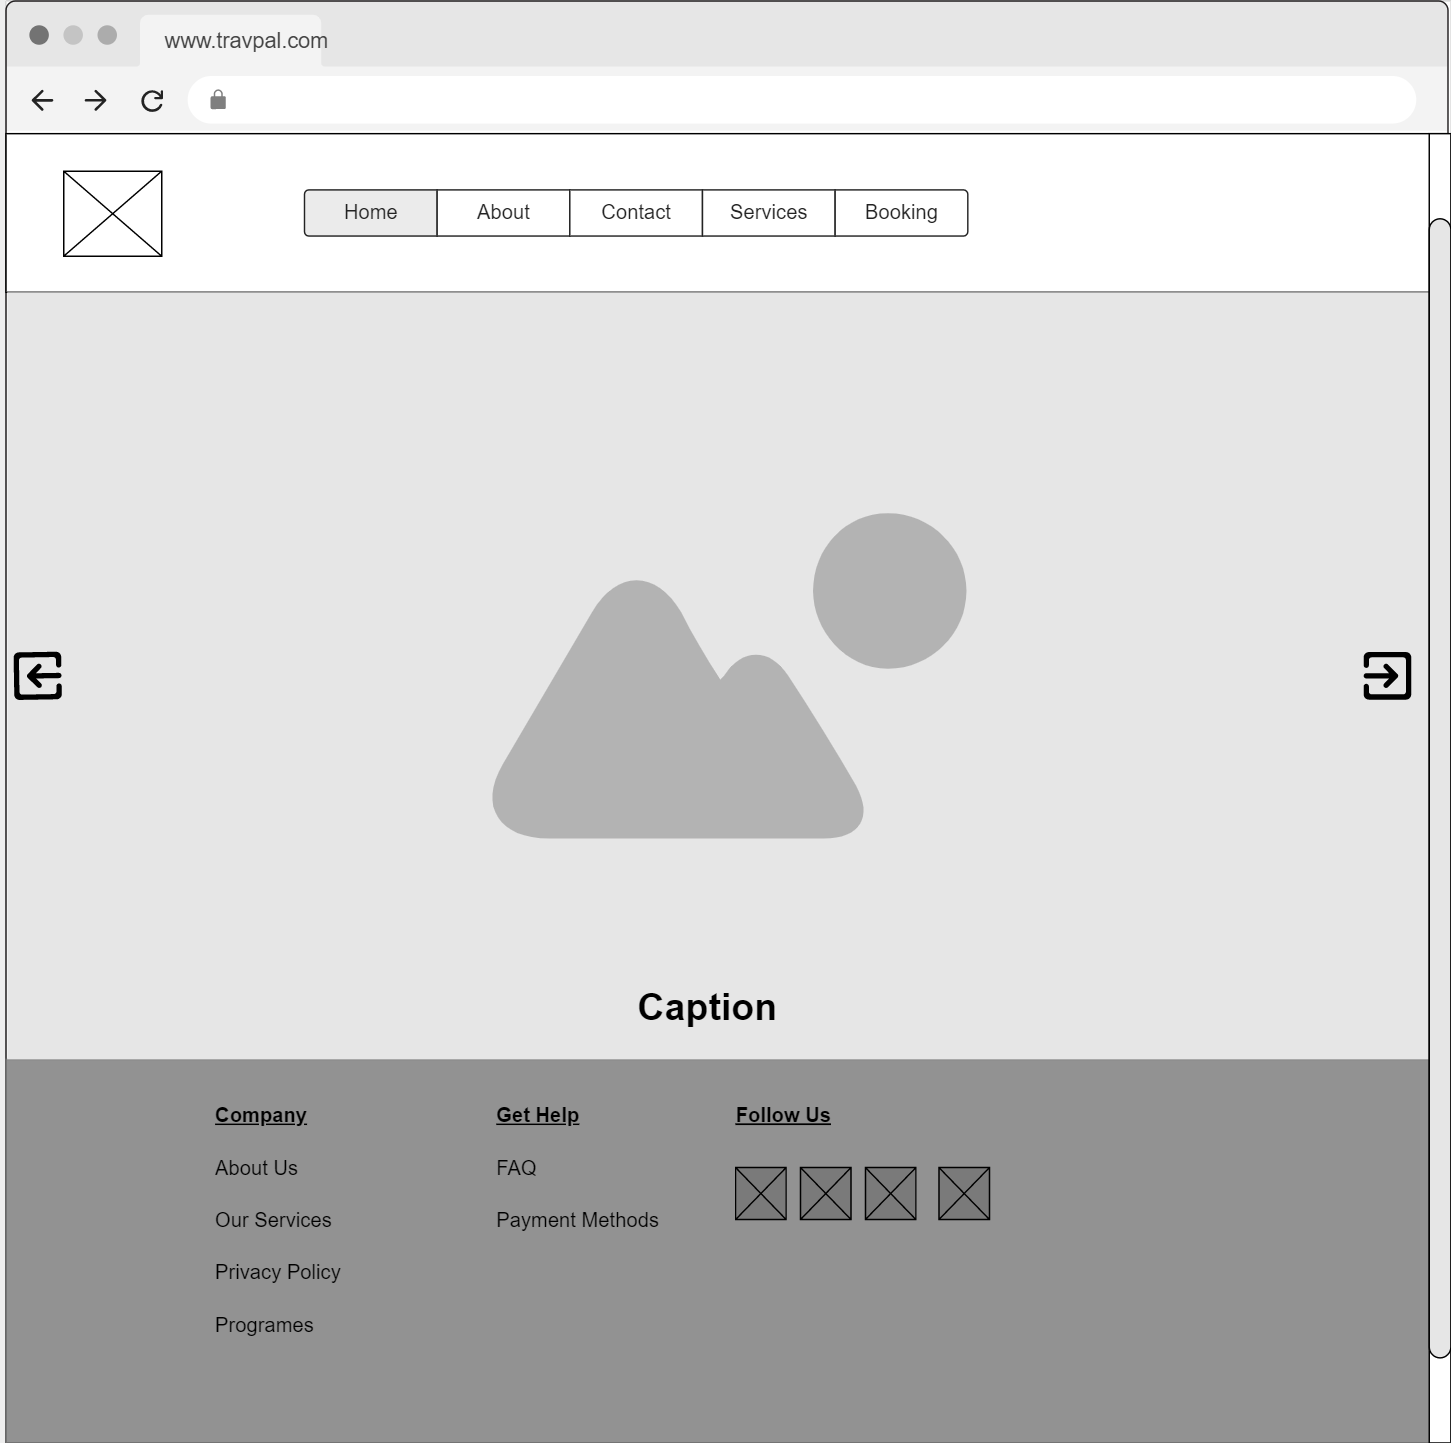 www.travpal.com
Home About Contact Services Booking
Caption
Company
About Us
Our Services
Privacy Policy
Programes
Get Help
FAQ
Payment Methods
Follow Us